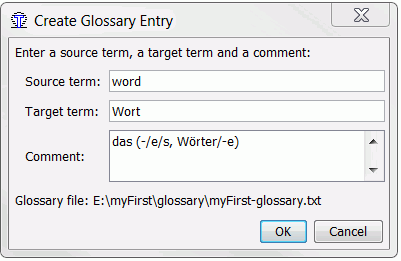 Create Glossary Entry
Enter a source term, a target term and a comment:
Source term: word
Target term: Wort
Comment: das (-/e/s, Wörter/-e)
Glossary file: E:\myFirst\glossary\myFirst-glossary.txt
OK Cancel